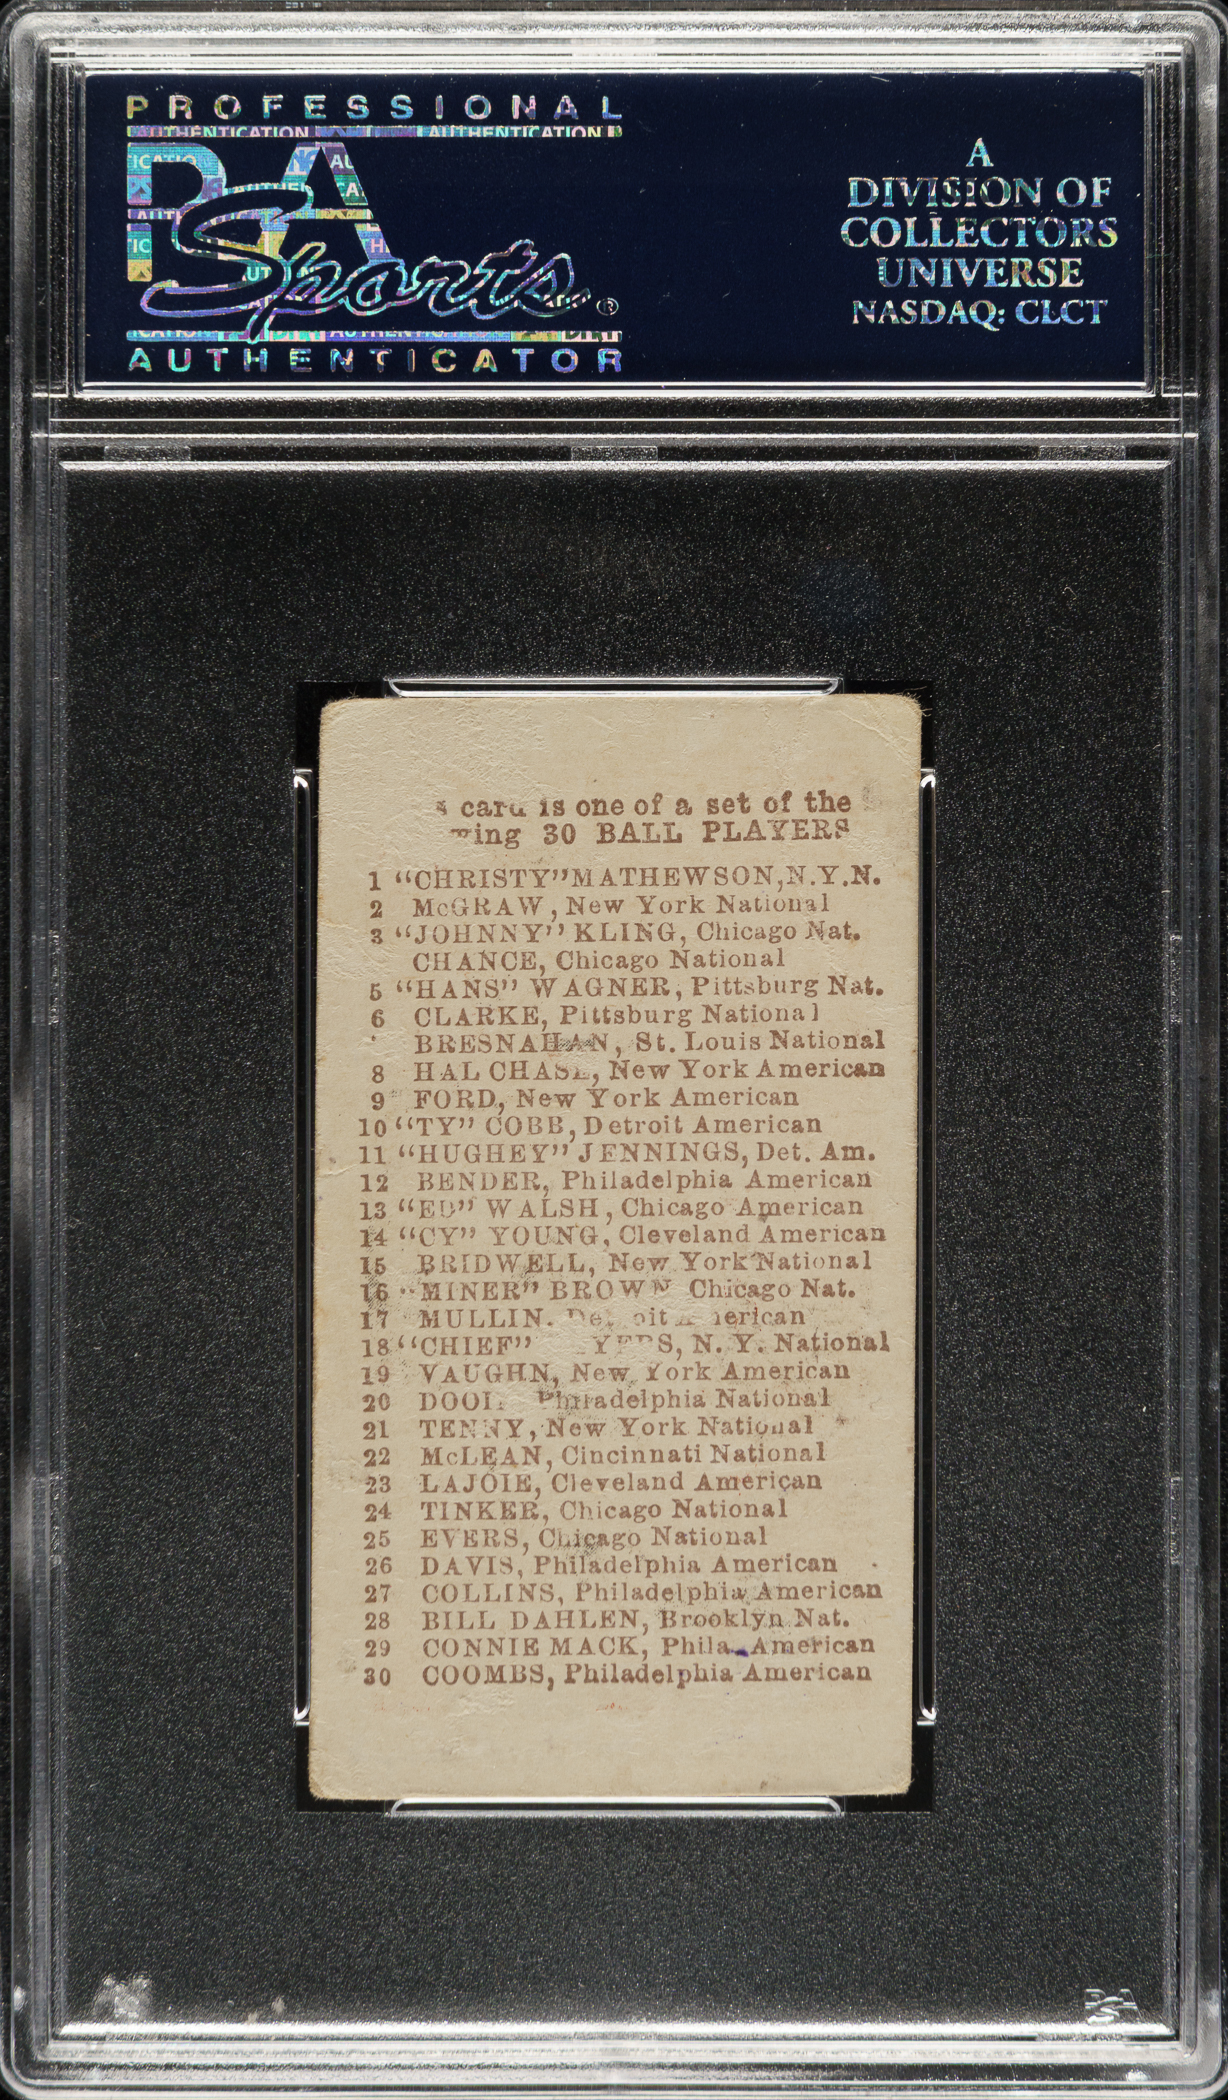 PROFESSIONAL
AUTHENTICATION AUTHENTICATION
PSA
Sports®
AUTHENTICATOR
A
DIVISION OF
COLLECTORS
UNIVERSE
NASDAQ: CLCT
card is one of a set of the
30 BALL PLAYERS
1 "CHRISTY" MATHEWSON, N.Y.N.
2 McGRAW, New York National
3 "JOHNNY" KLING, Chicago Nat.
CHANCE, Chicago National
5 "HANS" WAGNER, Pittsburg Nat.
6 CLARKE, Pittsburg National
BRESNAHAN, St. Louis National
8 HAL CHASE, New York American
9 FORD, New York American
10 "TY" COBB, Detroit American
11 "HUGHEY" JENNINGS, Det. Am.
12 BENDER, Philadelphia American
13 "ED" WALSH, Chicago American
14 "CY" YOUNG, Cleveland American
15 BRIDWELL, New York National
16 "MINER" BROWN Chicago Nat.
17 MULLIN. Detroit American
18 "CHIEF" N. Y. National
19 VAUGHN, New York American
20 Philadelphia National
21 TENNY, New York National
22 McLEAN, Cincinnati National
23 LAJOIE, Cleveland American
24 TINKER, Chicago National
25 EVERS, Chicago National
26 DAVIS, Philadelphia American
27 COLLINS, Philadelphia American
28 BILL DAHLEN, Brooklyn Nat.
29 CONNIE MACK, Phila. American
30 COOMBS, Philadelphia American
PSA